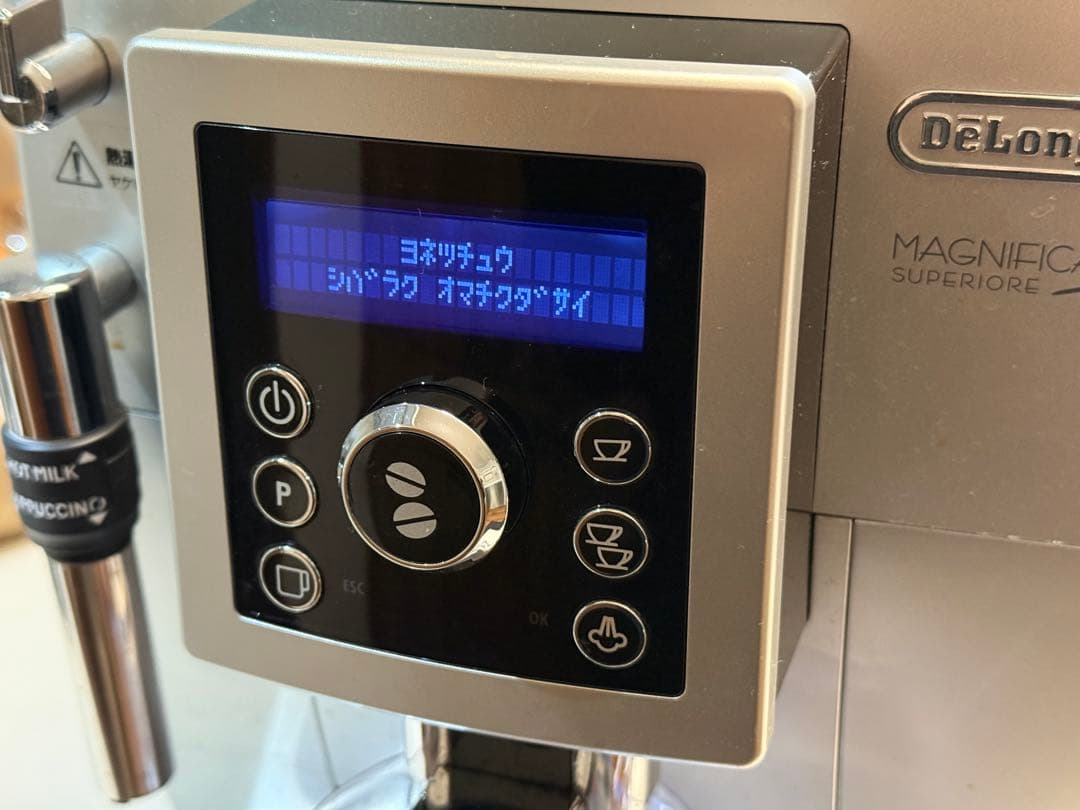 ヨネツチュウ
シバラク オマチクダサイ
P
ESC
OK
DēLong
MAGNIFICA
SUPERIORE
HOT MILK
CAPPUCCINO